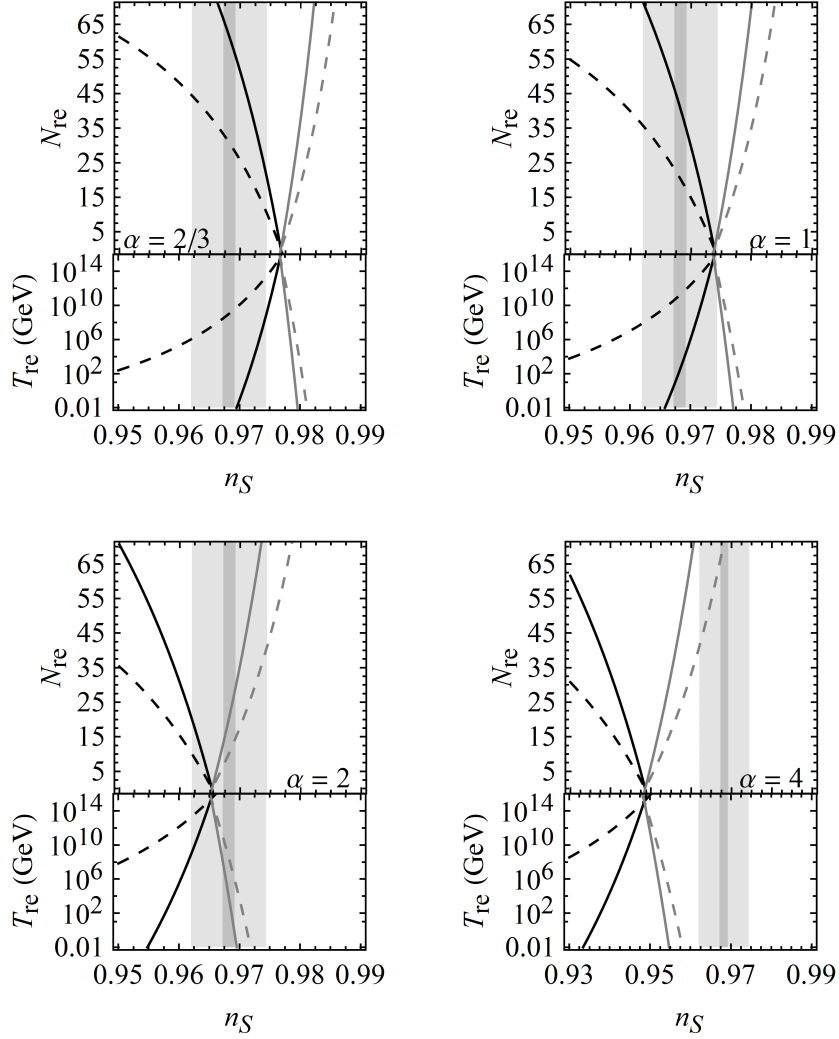 65
55
45
35
25
15
5
N_re
α = 2/3
10^14
10^10
10^6
10^2
0.01
T_re (GeV)
0.95 0.96 0.97 0.98 0.99
n_S
65
55
45
35
25
15
5
N_re
α = 1
10^14
10^10
10^6
10^2
0.01
T_re (GeV)
0.95 0.96 0.97 0.98 0.99
n_S
65
55
45
35
25
15
5
N_re
α = 2
10^14
10^10
10^6
10^2
0.01
T_re (GeV)
0.95 0.96 0.97 0.98 0.99
n_S
65
55
45
35
25
15
5
N_re
α = 4
10^14
10^10
10^6
10^2
0.01
T_re (GeV)
0.93 0.95 0.97 0.99
n_S